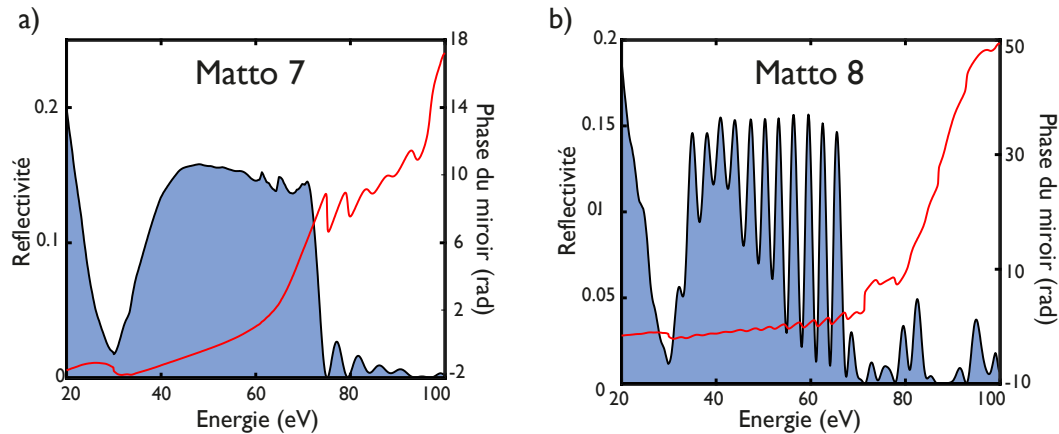 a)
Matto 7
Reflectivité
0.2
0.1
0
18
14
10
6
2
-2
Phase du miroir (rad)
20 40 60 80 100
Energie (eV)
b)
Matto 8
Reflectivité
0.2
0.15
01
0.05
0
50
30
10
-10
Phase du miroir (rad)
20 40 60 80 100
Energie (eV)